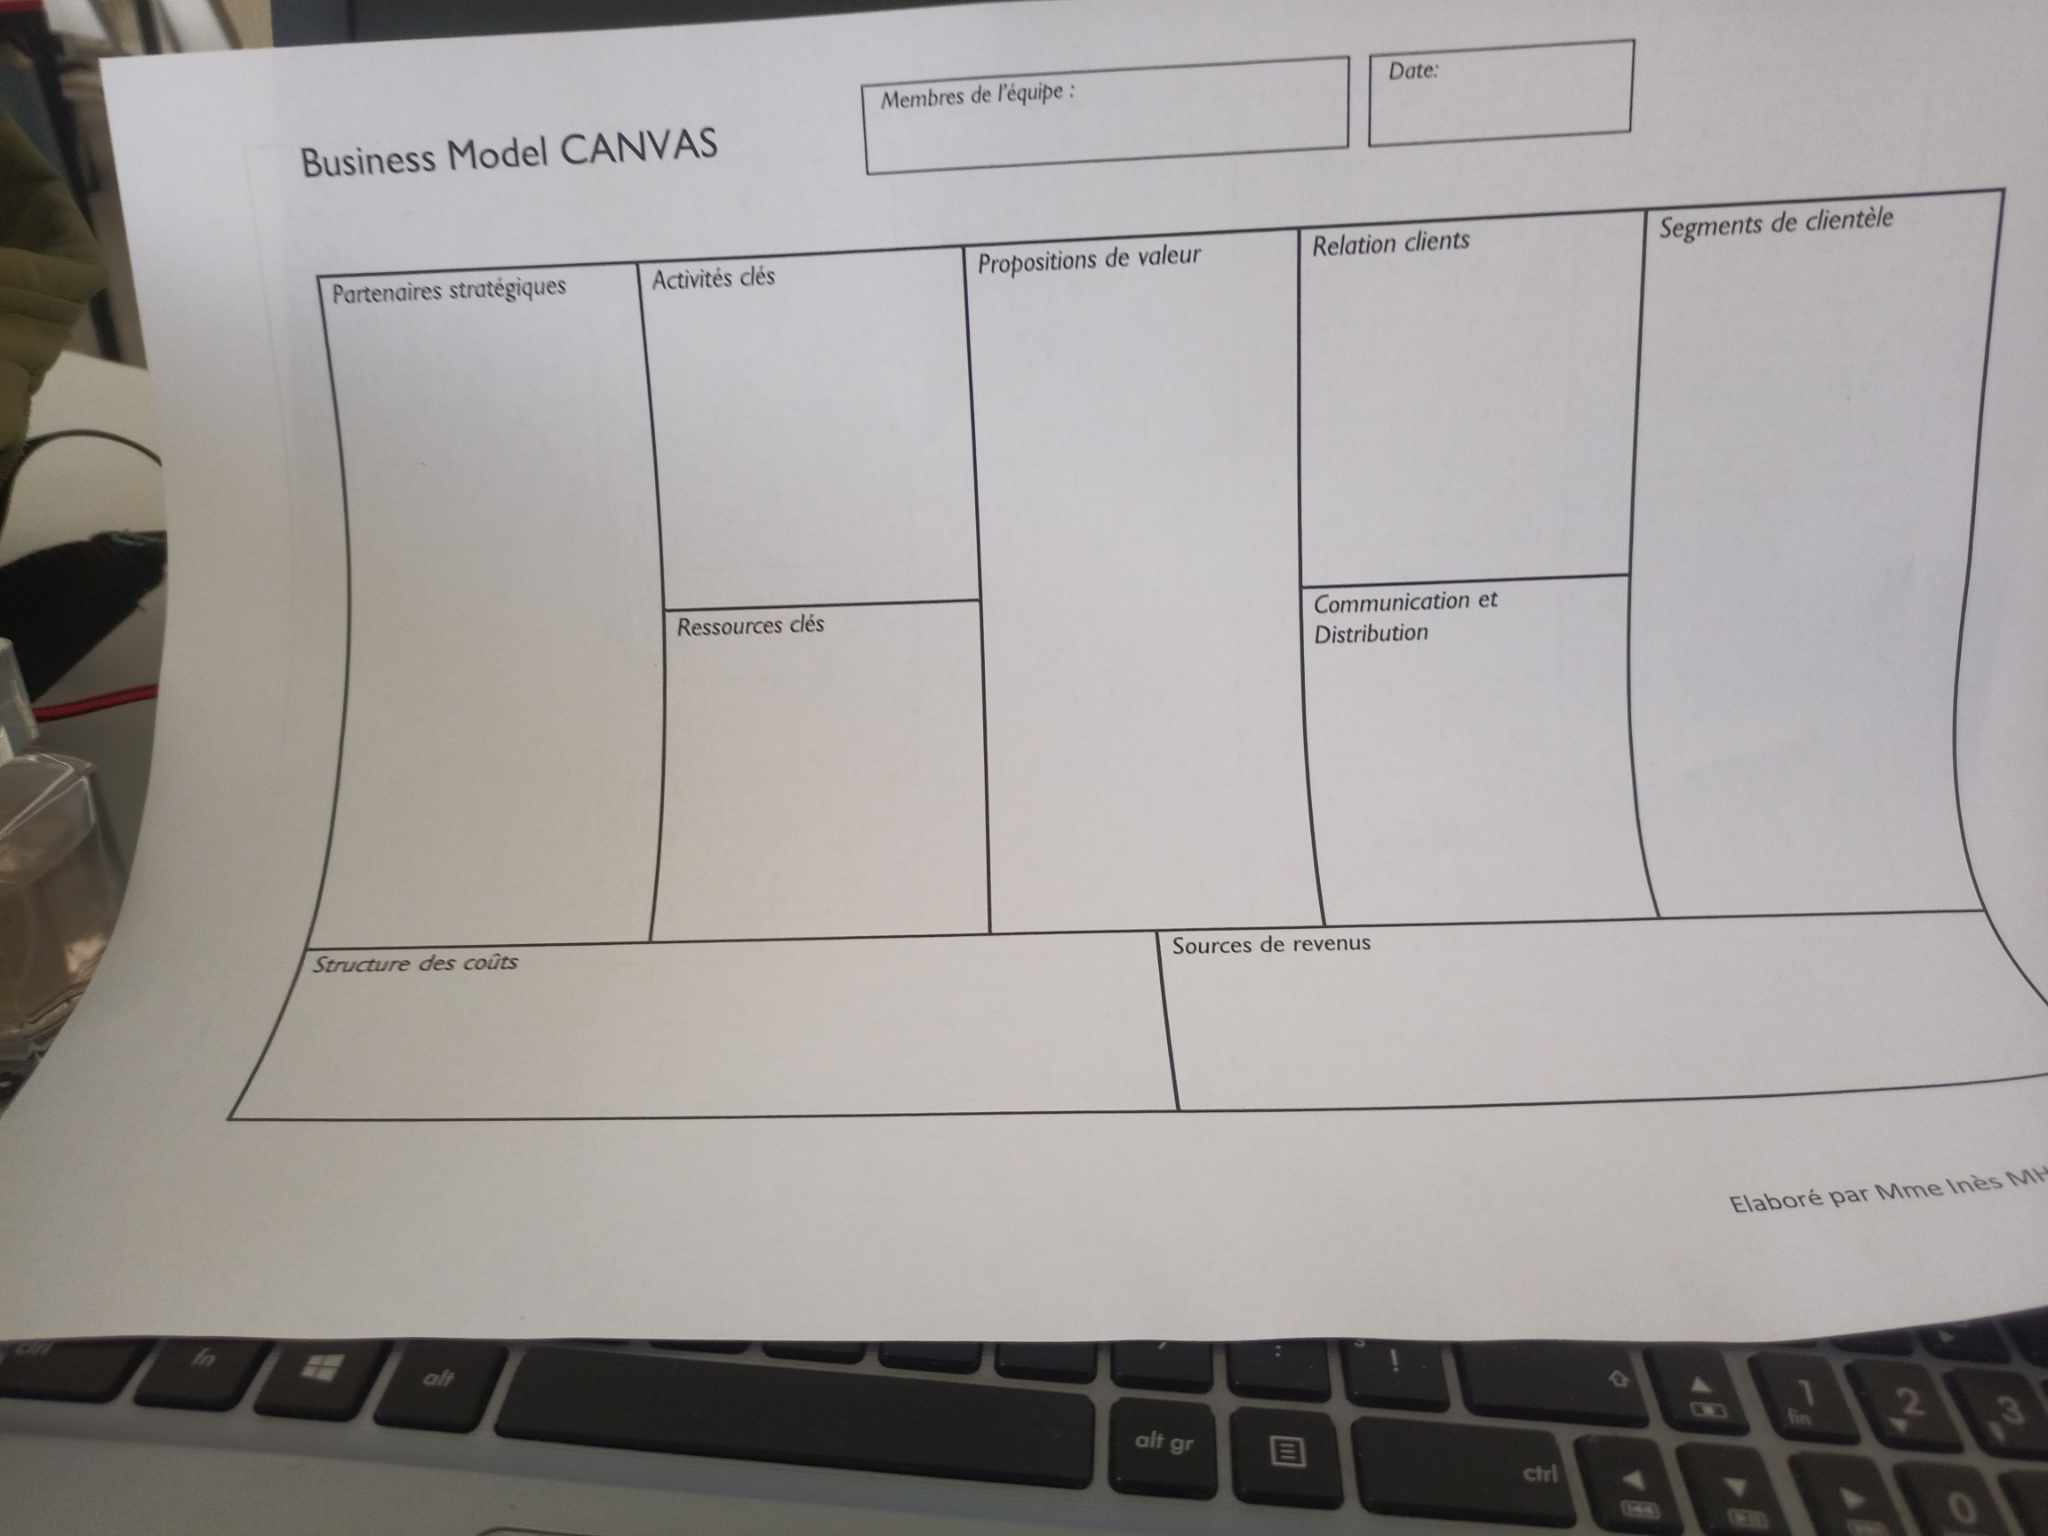 Business Model CANVAS
Membres de l'équipe :
Date:
Partenaires stratégiques
Activités clés
Ressources clés
Propositions de valeur
Relation clients
Communication et
Distribution
Segments de clientèle
Structure des coûts
Sources de revenus
Elaboré par Mme Inès
fn
alt
alt gr
ctrl
:
!
1
fin
2
3
0